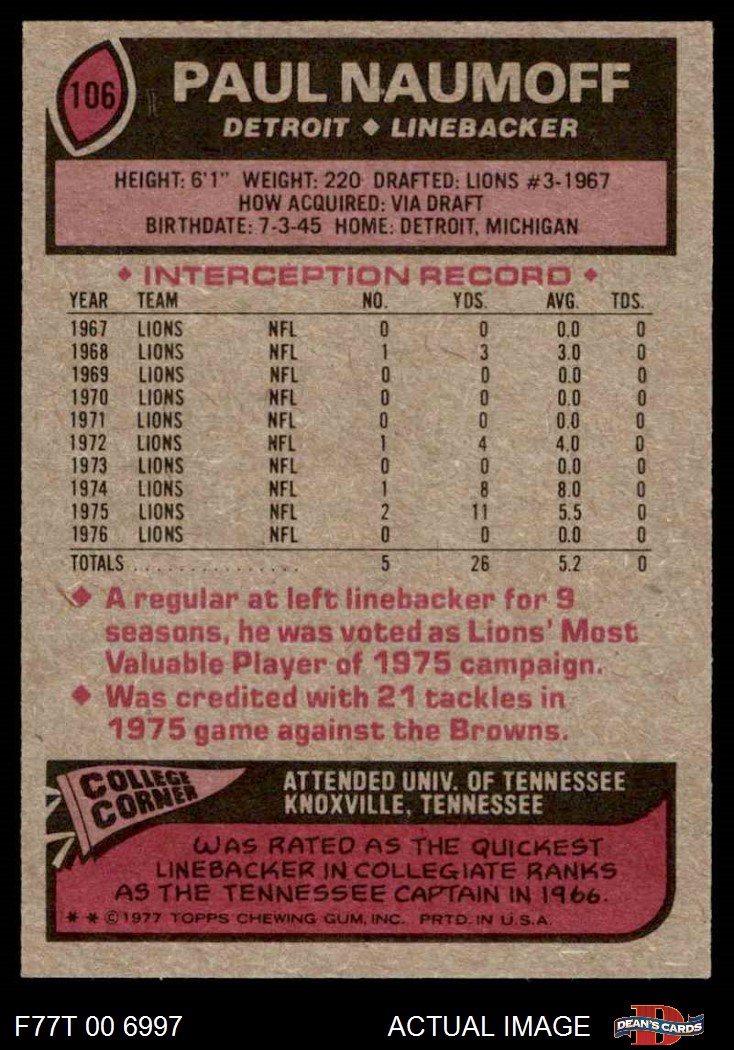 106
PAUL NAUMOFF
DETROIT ◆ LINEBACKER
HEIGHT: 6'1" WEIGHT: 220 DRAFTED: LIONS #3-1967
HOW ACQUIRED: VIA DRAFT
BIRTHDATE: 7-3-45 HOME: DETROIT, MICHIGAN
◆ INTERCEPTION RECORD ◆
YEAR TEAM NO. YDS. AVG. TDS.
1967 LIONS NFL 0 0 0.0 0
1968 LIONS NFL 1 3 3.0 0
1969 LIONS NFL 0 0 0.0 0
1970 LIONS NFL 0 0 0.0 0
1971 LIONS NFL 0 0 0.0 0
1972 LIONS NFL 1 4 4.0 0
1973 LIONS NFL 0 0 0.0 0
1974 LIONS NFL 1 8 8.0 0
1975 LIONS NFL 2 11 5.5 0
1976 LIONS NFL 0 0 0.0 0
TOTALS ............... 5 26 5.2 0
◆ A regular at left linebacker for 9
seasons, he was voted as Lions' Most
Valuable Player of 1975 campaign.
◆ Was credited with 21 tackles in
1975 game against the Browns.
COLLEGE
CORNER
ATTENDED UNIV. OF TENNESSEE
KNOXVILLE, TENNESSEE
WAS RATED AS THE QUICKEST
LINEBACKER IN COLLEGIATE RANKS
AS THE TENNESSEE CAPTAIN IN 1966.
* * © 1977 TOPPS CHEWING GUM, INC. PRTD. IN U.S.A.
F77T 00 6997
ACTUAL IMAGE
D
DEAN'S CARDS